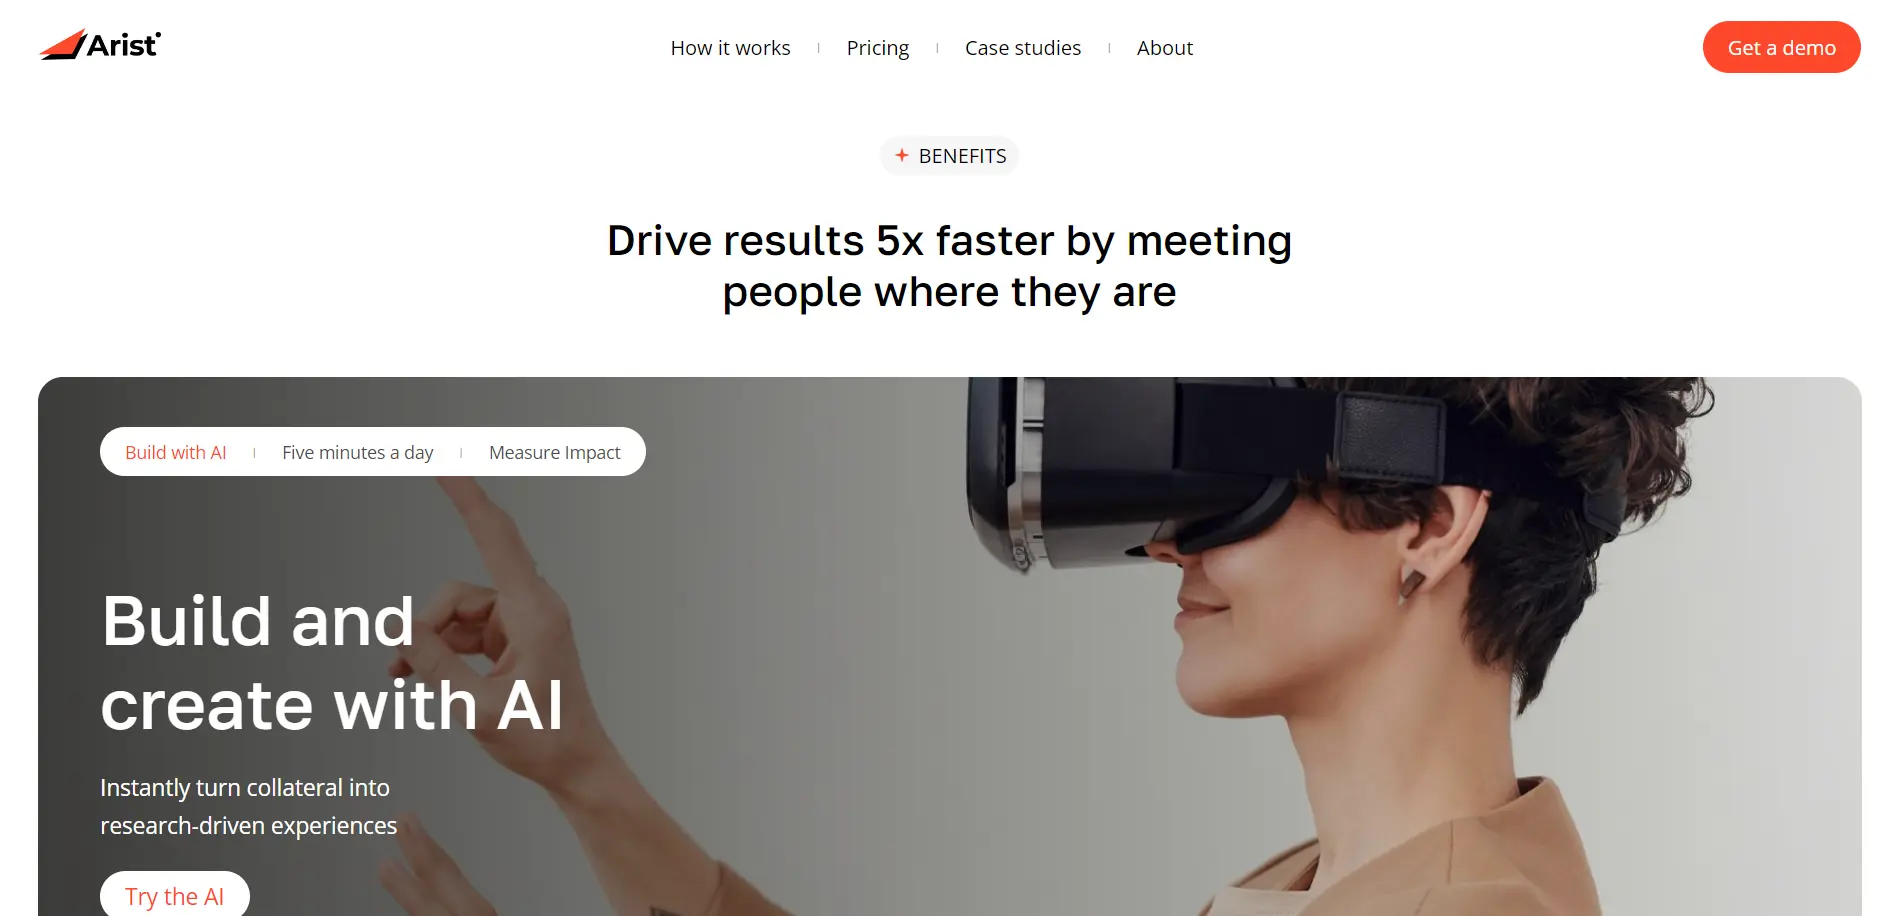 Arist
How it works
Pricing
Case studies
About
Get a demo
BENEFITS
Drive results 5x faster by meeting
people where they are
Build with AI
Five minutes a day
Measure Impact
Build and
create with AI
Instantly turn collateral into
research-driven experiences
Try the AI